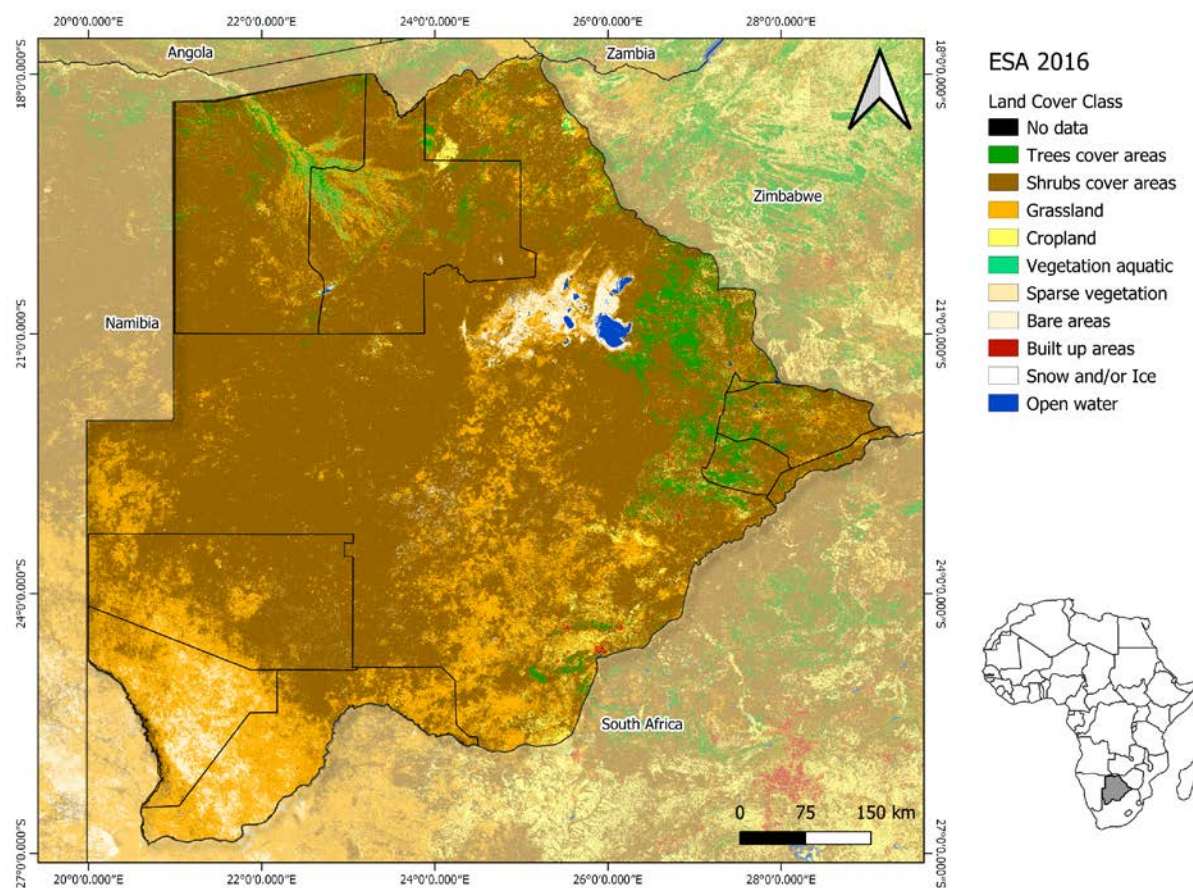 20°0.000"E 22°0'0.000"E 24°0'0.000"E 26°0'0.000"E 28°0'0.000"E
Angola
Zambia
18°0'0.000"S
18°0'0.000"S
Zimbabwe
Namibia
21°0'0.000"S
21°0'0.000"S
24°0'0.000"S
24°0'0.000"S
South Africa
0 75 150 km
27°0'0.000"S
27°0'0.000"S
20°0'0.000"E 22°0'0.000"E 24°0'0.000"E 26°0'0.000"E 28°0'0.000"E
ESA 2016
Land Cover Class
No data
Trees cover areas
Shrubs cover areas
Grassland
Cropland
Vegetation aquatic
Sparse vegetation
Bare areas
Built up areas
Snow and/or Ice
Open water